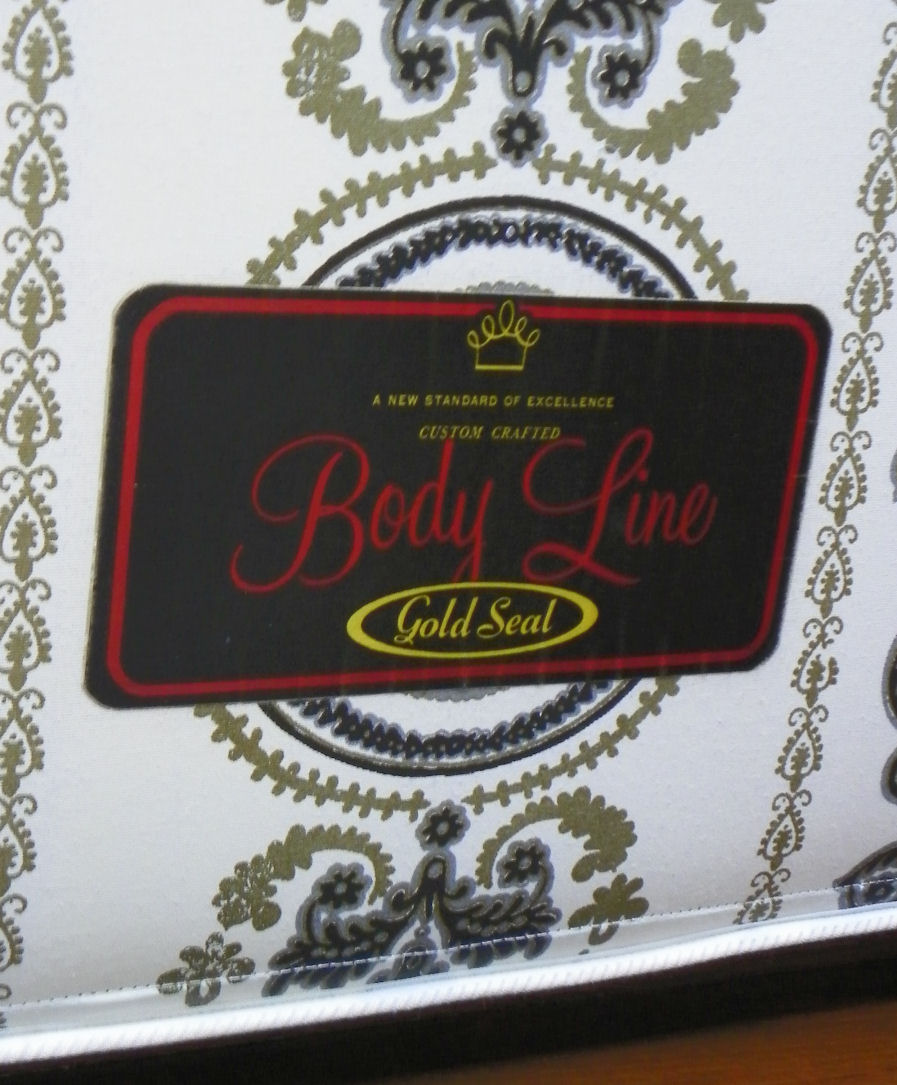 A NEW STANDARD OF EXCELLENCE
CUSTOM CRAFTED
Body Line
Gold Seal